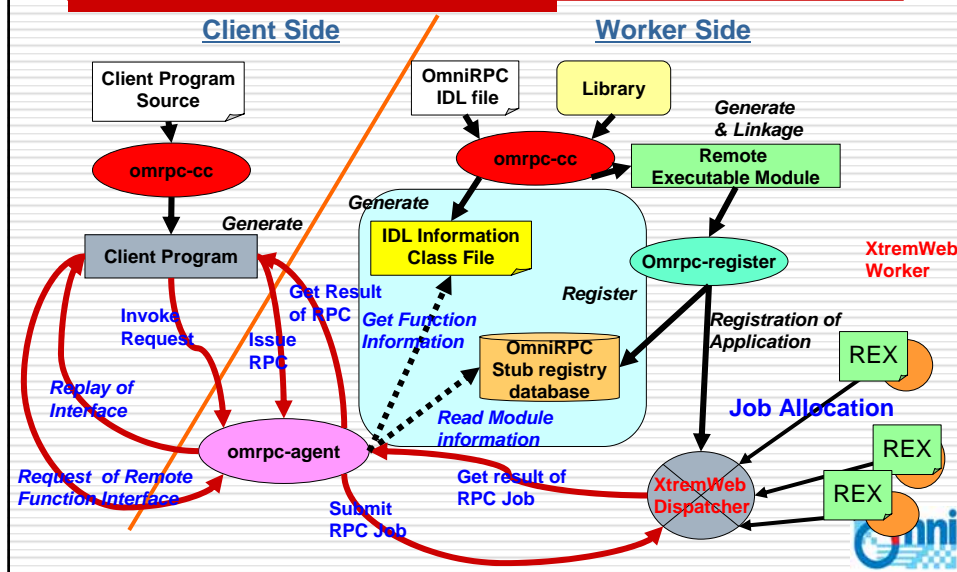 Client Side
Worker Side
Client Program
Source
OmniRPC
IDL file
Library
Generate
& Linkage
omrpc-cc
omrpc-cc
Remote
Executable Module
Generate
Generate
Client Program
IDL Information
Class File
Omrpc-register
XtremWeb
Worker
Get Result
of RPC
Register
Invoke
Request
Issue
RPC
Get Function
Information
Registration of
Application
OmniRPC
Stub registry
database
REX
Replay of
Interface
Read Module
information
Job Allocation
omrpc-agent
REX
Request of Remote
Function Interface
Get result of
RPC Job
XtremWeb
Dispatcher
REX
Submit
RPC Job
Omni